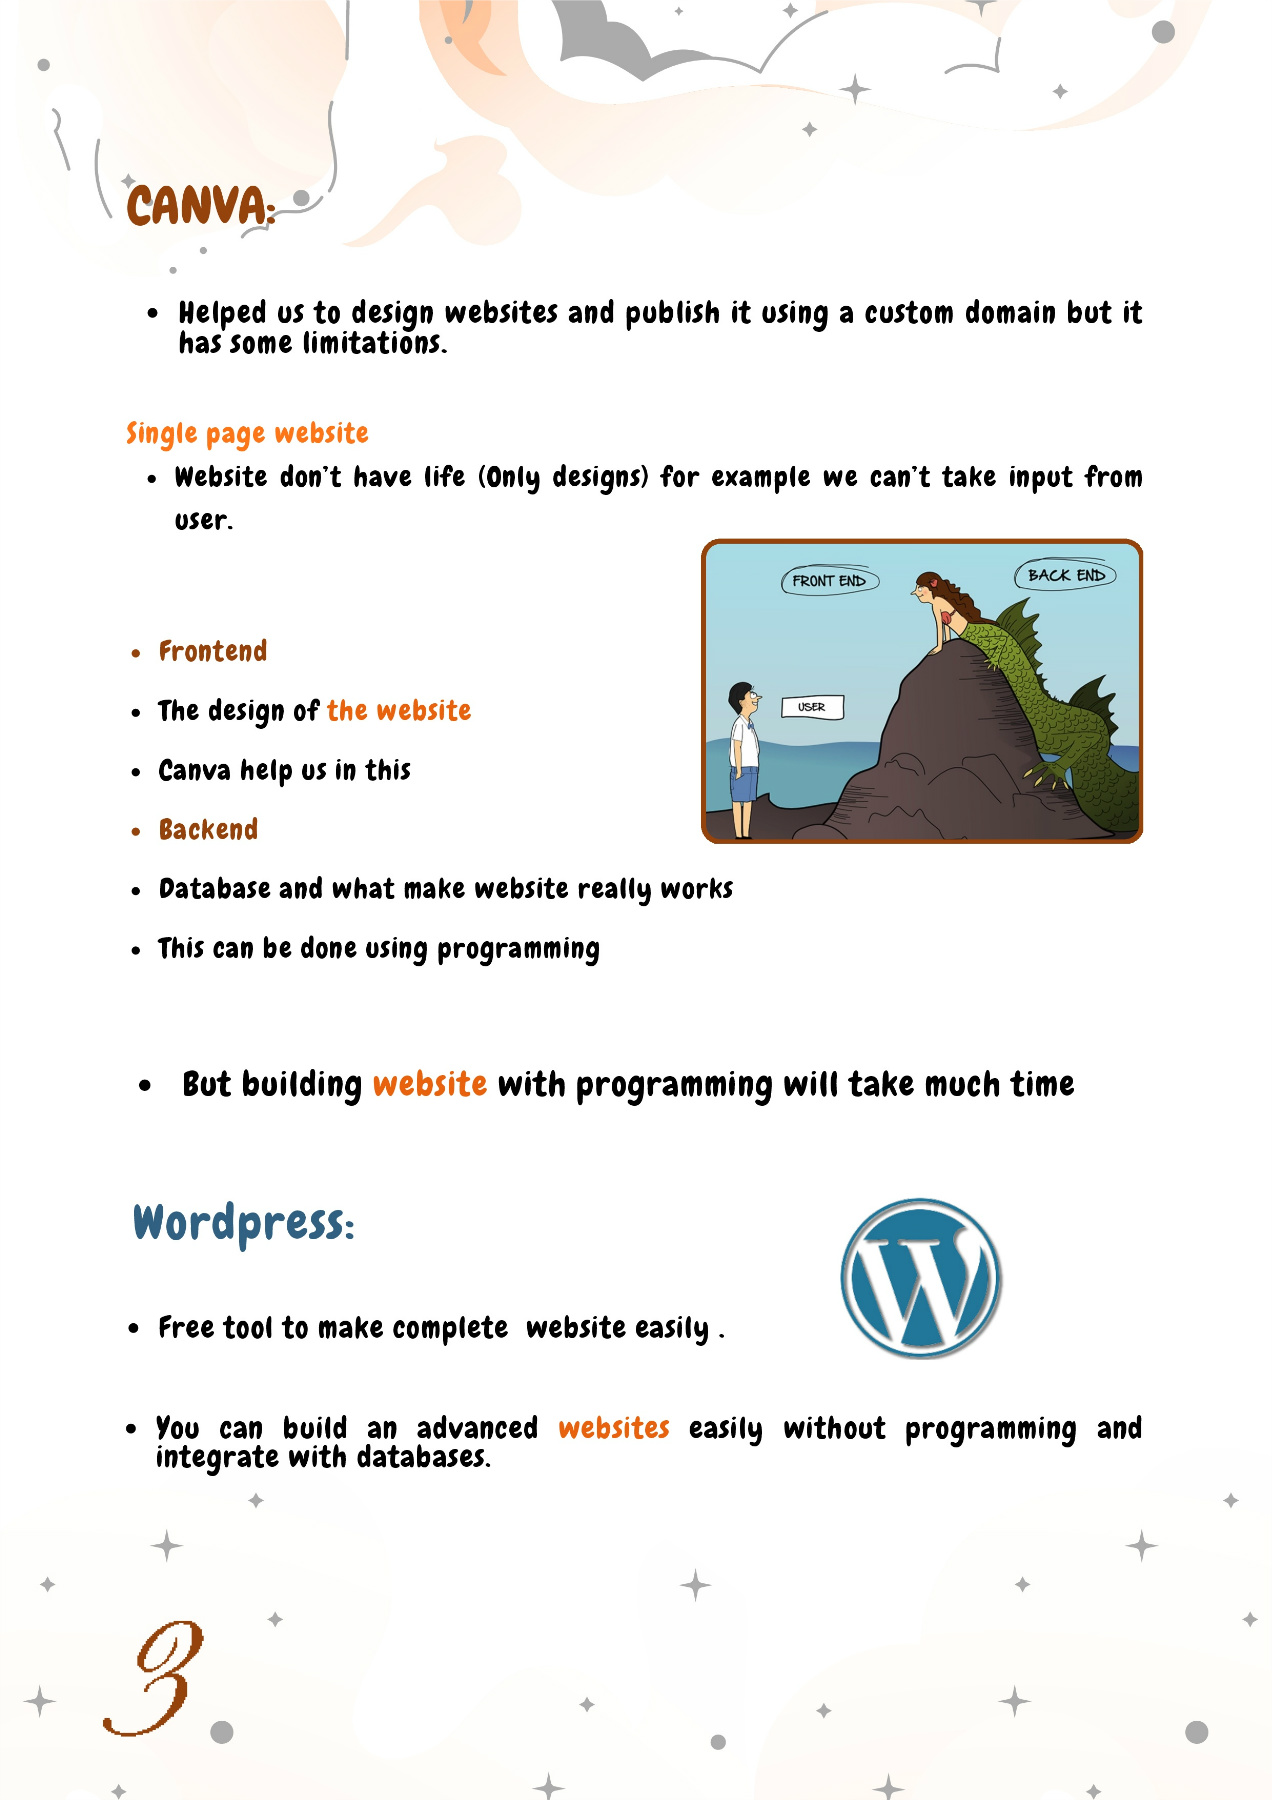 CANVA:
• Helped us to design websites and publish it using a custom domain but it
has some limitations.
Single page website
• Website don't have life (Only designs) for example we can't take input from
user.
FRONT END
BACK END
USER
• Frontend
• The design of the website
• Canva help us in this
• Backend
• Database and what make website really works
• This can be done using programming
• But building website with programming will take much time
Wordpress:
W
• Free tool to make complete website easily .
• You can build an advanced websites easily without programming and
integrate with databases.
3